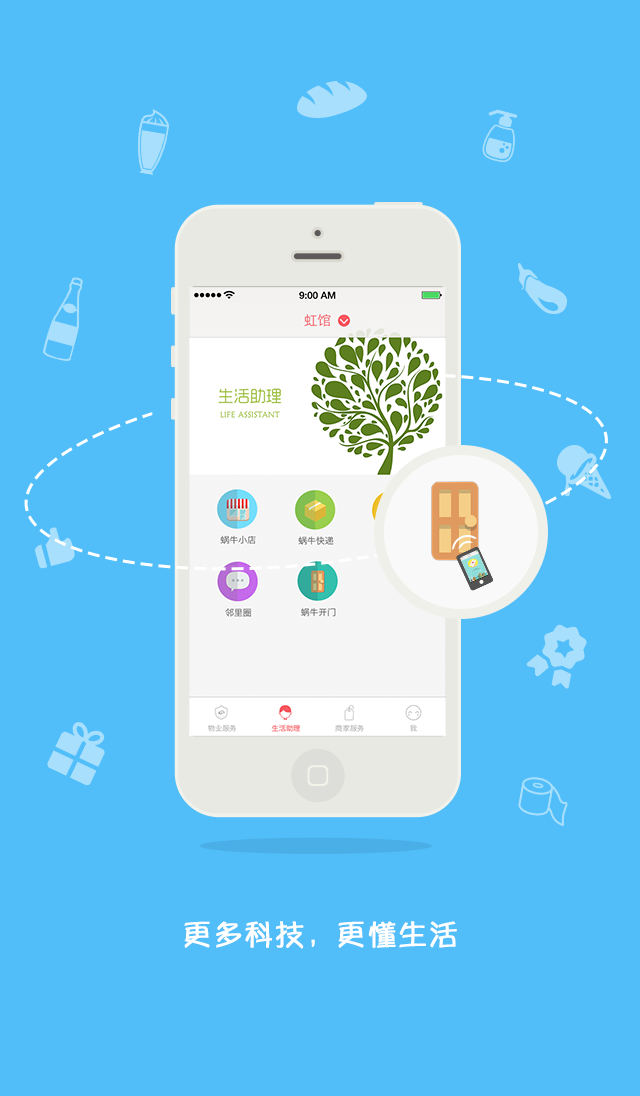 9:00 AM
虹馆
生活助理
LIFE ASSISTANT
蜗牛小店
蜗牛快递
邻里圈
蜗牛开门
物业服务
生活助理
商家服务
我
更多科技，更懂生活